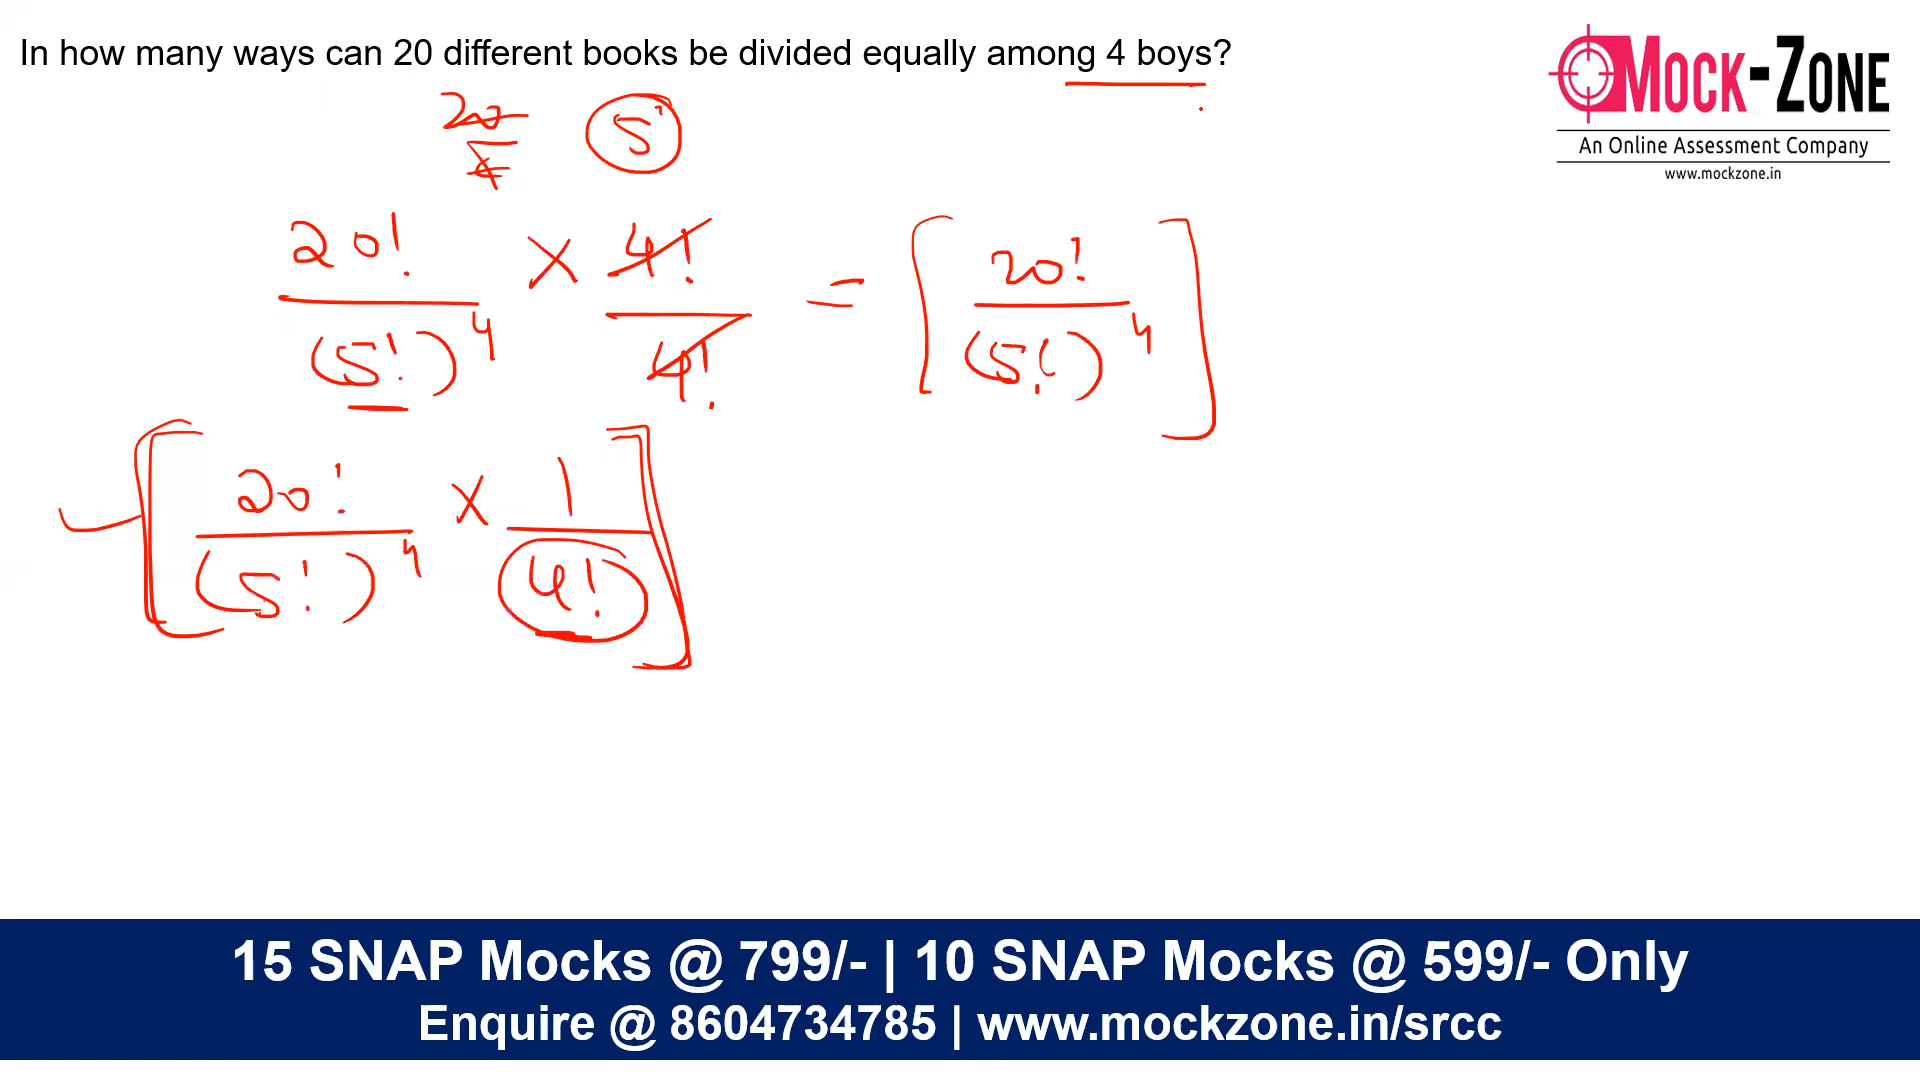 In how many ways can 20 different books be divided equally among 4 boys?
MOCK-ZONE
An Online Assessment Company
www.mockzone.in
20/4 5
20!/(5!)^4 × 4!/4! = [20!/(5!)^4]
[20!/(5!)^4 × 1/4!]
15 SNAP Mocks @ 799/- | 10 SNAP Mocks @ 599/- Only
Enquire @ 8604734785 | www.mockzone.in/srcc